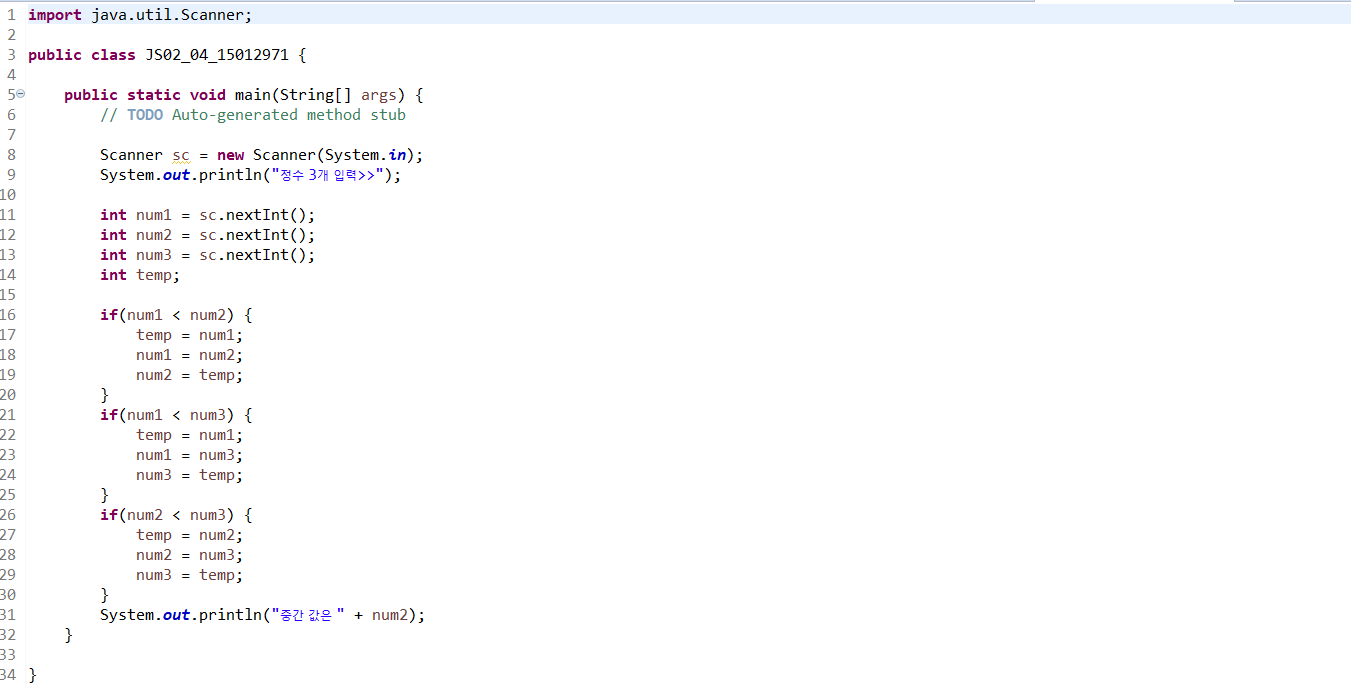 1 import java.util.Scanner;
2
3 public class JS02_04_15012971 {
4
5 public static void main(String[] args) {
6 // TODO Auto-generated method stub
7
8 Scanner sc = new Scanner(System.in);
9 System.out.println("정수 3개 입력>>");
10
11 int num1 = sc.nextInt();
12 int num2 = sc.nextInt();
13 int num3 = sc.nextInt();
14 int temp;
15
16 if(num1 < num2) {
17 temp = num1;
18 num1 = num2;
19 num2 = temp;
20 }
21 if(num1 < num3) {
22 temp = num1;
23 num1 = num3;
24 num3 = temp;
25 }
26 if(num2 < num3) {
27 temp = num2;
28 num2 = num3;
29 num3 = temp;
30 }
31 System.out.println("중간 값은 " + num2);
32 }
33
34 }